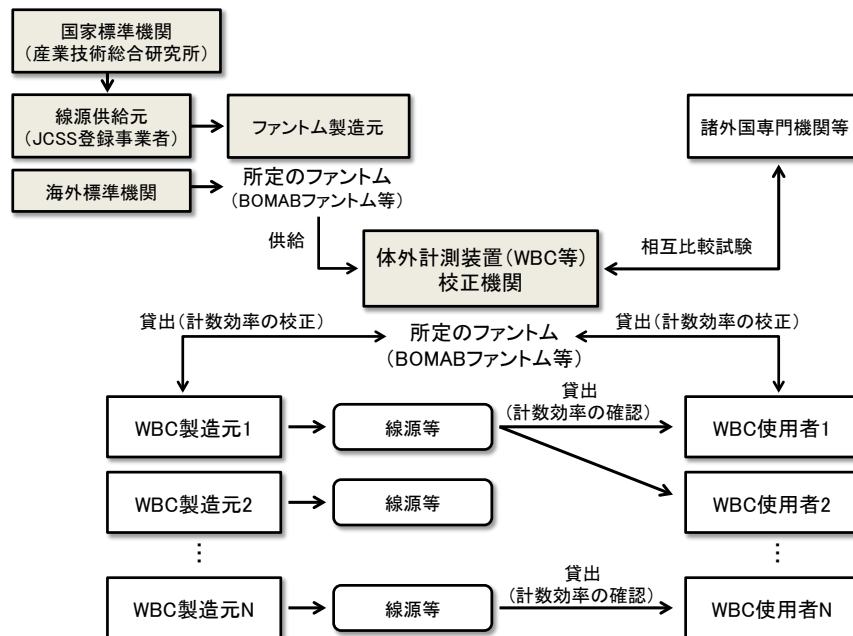 国家標準機関
(産業技術総合研究所)
線源供給元
(JCSS登録事業者)
ファントム製造元
諸外国専門機関等
海外標準機関
所定のファントム
(BOMABファントム等)
供給
体外計測装置(WBC等)
校正機関
相互比較試験
貸出(計数効率の校正)
所定のファントム
(BOMABファントム等)
貸出(計数効率の校正)
WBC製造元1
線源等
貸出
(計数効率の確認)
WBC使用者1
WBC製造元2
線源等
WBC使用者2
⋮
⋮
WBC製造元N
線源等
貸出
(計数効率の確認)
WBC使用者N